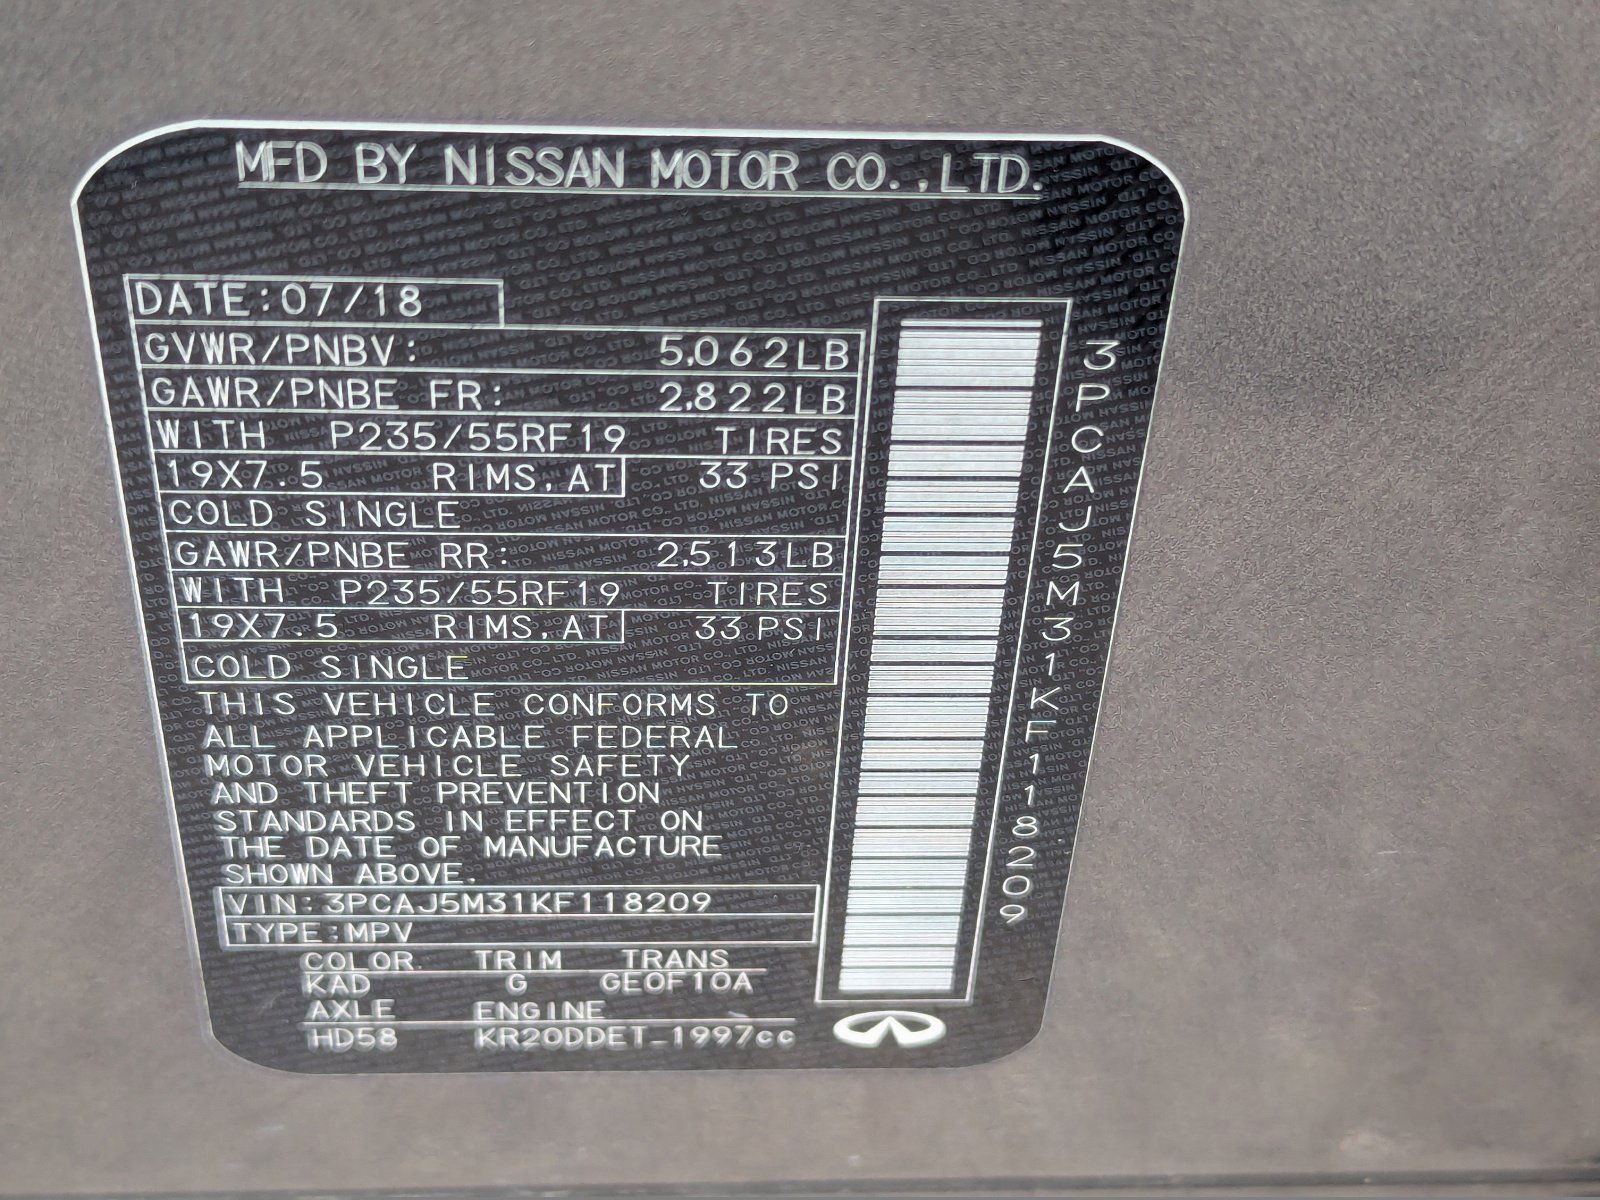 MFD BY NISSAN MOTOR CO.,LTD.
DATE:07/18
GVWR/PNBV: 5,062LB
GAWR/PNBE FR: 2,822LB
WITH P235/55RF19 TIRES
19X7.5 RIMS,AT 33 PSI
COLD SINGLE
GAWR/PNBE RR: 2,513LB
WITH P235/55RF19 TIRES
19X7.5 RIMS,AT 33 PSI
COLD SINGLE
THIS VEHICLE CONFORMS TO
ALL APPLICABLE FEDERAL
MOTOR VEHICLE SAFETY
AND THEFT PREVENTION
STANDARDS IN EFFECT ON
THE DATE OF MANUFACTURE
SHOWN ABOVE.
VIN:3PCAJ5M31KF118209
TYPE:MPV
COLOR TRIM TRANS
KAD G GE0F10A
AXLE ENGINE
HD58 KR20DDET_1997cc
3PCAJ5M31KF118209